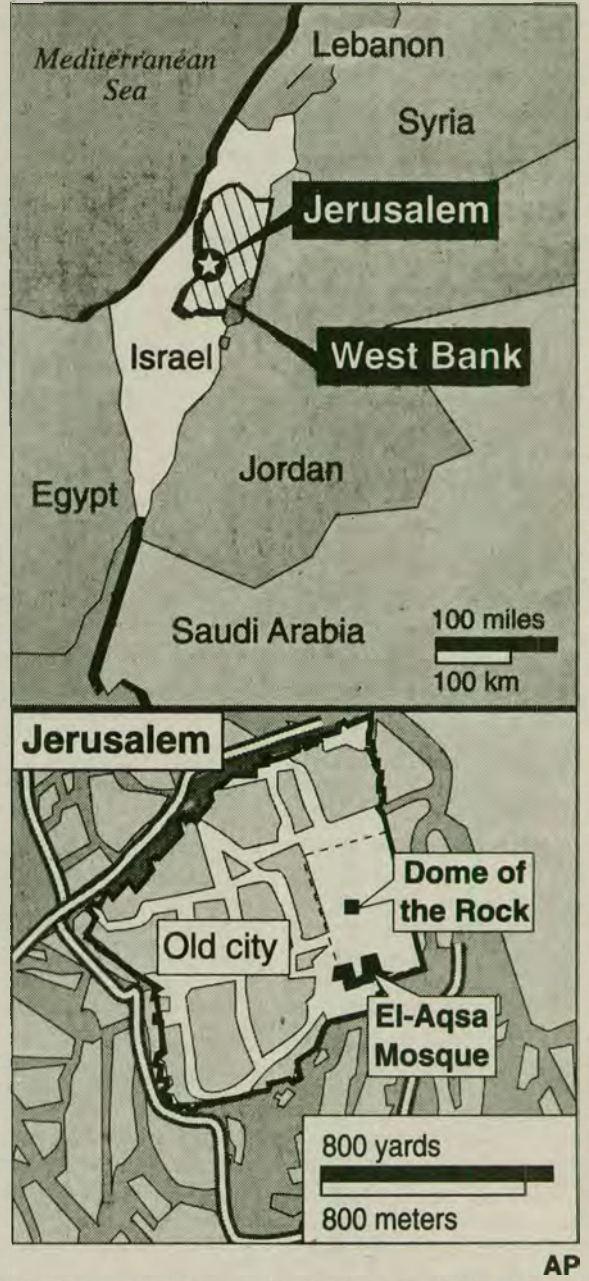 Mediterranean
Sea
Lebanon
Syria
Jerusalem
West Bank
Israel
Jordan
Egypt
Saudi Arabia
100 miles
100 km
Jerusalem
Dome of
the Rock
Old city
El-Aqsa
Mosque
800 yards
800 meters
AP